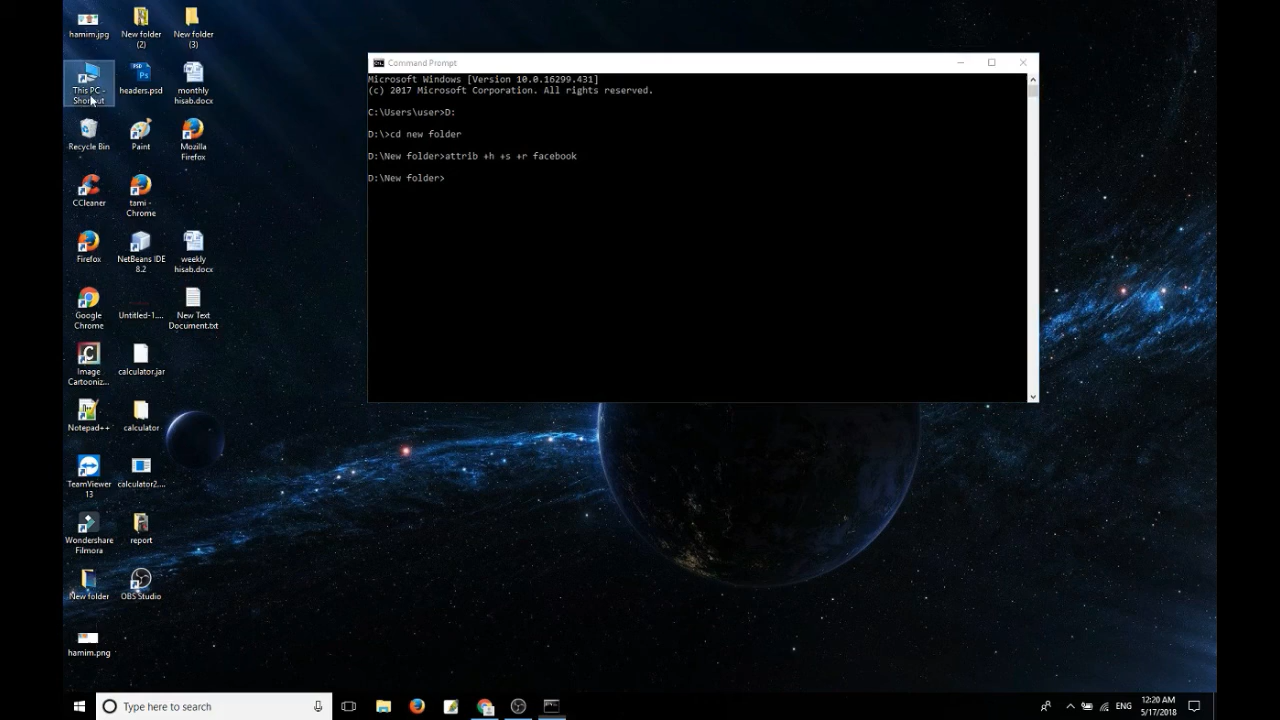 hamim.jpg
New folder
(2)
New folder
(3)
This PC -
Shortcut
headers.psd
monthly
hisab.docx
Recycle Bin
Paint
Mozilla
Firefox
CCleaner
tami -
Chrome
Firefox
NetBeans IDE
8.2
weekly
hisab.docx
Google
Chrome
Untitled-1....
New Text
Document.txt
Image
Cartooniz...
calculator.jar
Notepad++
calculator
TeamViewer
13
calculator2....
Wondershare
Filmora
report
New folder
OBS Studio
hamim.png
Command Prompt
Microsoft Windows [Version 10.0.16299.431]
(c) 2017 Microsoft Corporation. All rights reserved.
C:\Users\user>D:
D:\>cd new folder
D:\New folder>attrib +h +s +r facebook
D:\New folder>
Type here to search
ENG
12:20 AM
5/17/2018